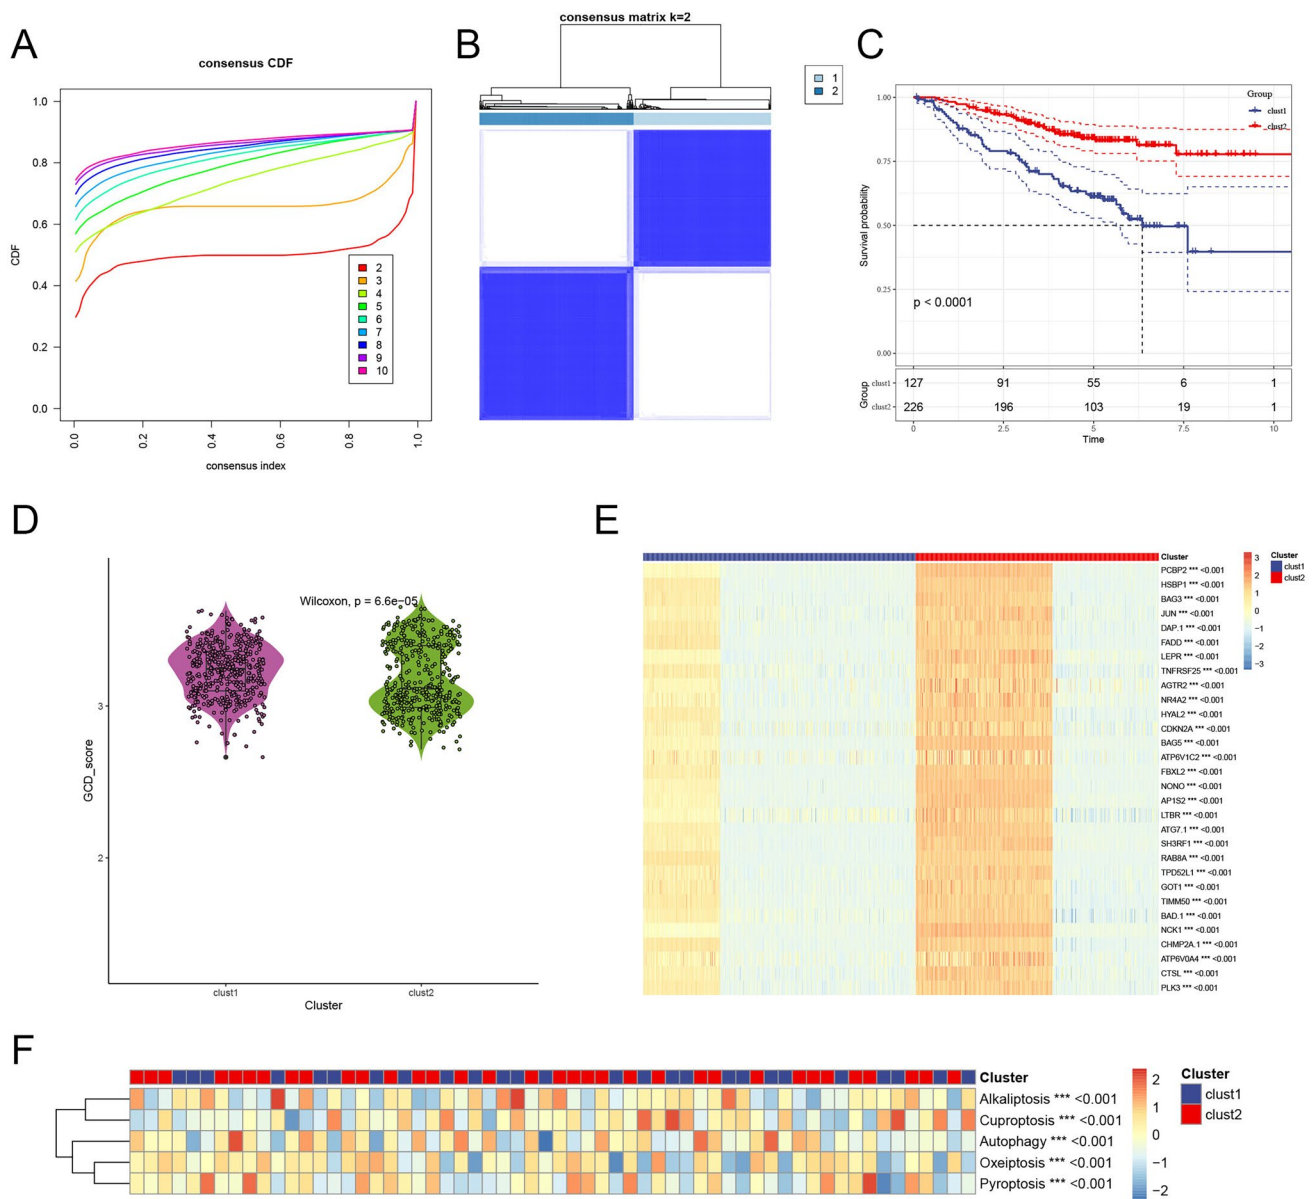 A
consensus CDF
CDF
1.0
0.8
0.6
0.4
0.2
0.0
2
3
4
5
6
7
8
9
10
0.0
0.2
0.4
0.6
0.8
1.0
consensus index
B
consensus matrix k=2
1
2
C
Survival probability
1.00
0.75
0.50
0.25
0.00
Group
clust1
clust2
p < 0.0001
Group
clust1 127 91 55 6 1
clust2 226 196 103 19 1
0 2.5 5 7.5 10
Time
D
GCD_score
3
2
Wilcoxon, p = 6.6e−05
clust1 clust2
Cluster
E
Cluster
PCBP2 *** <0.001
HSBP1 *** <0.001
BAG3 *** <0.001
JUN *** <0.001
DAP.1 *** <0.001
FADD *** <0.001
LEPR *** <0.001
TNFRSF25 *** <0.001
AGTR2 *** <0.001
NR4A2 *** <0.001
HYAL2 *** <0.001
CDKN2A *** <0.001
BAG5 *** <0.001
ATP6V1C2 *** <0.001
FBXL2 *** <0.001
NONO *** <0.001
AP1S2 *** <0.001
LTBR *** <0.001
ATG7.1 *** <0.001
SH3RF1 *** <0.001
RAB8A *** <0.001
TPD52L1 *** <0.001
GOT1 *** <0.001
TIMM50 *** <0.001
BAD.1 *** <0.001
NCK1 *** <0.001
CHMP2A.1 *** <0.001
ATP6V0A4 *** <0.001
CTSL *** <0.001
PLK3 *** <0.001
3
2
1
0
−1
−2
−3
Cluster
clust1
clust2
F
Cluster
Alkaliptosis *** <0.001
Cuproptosis *** <0.001
Autophagy *** <0.001
Oxeiptosis *** <0.001
Pyroptosis *** <0.001
2
1
0
−1
−2
Cluster
clust1
clust2